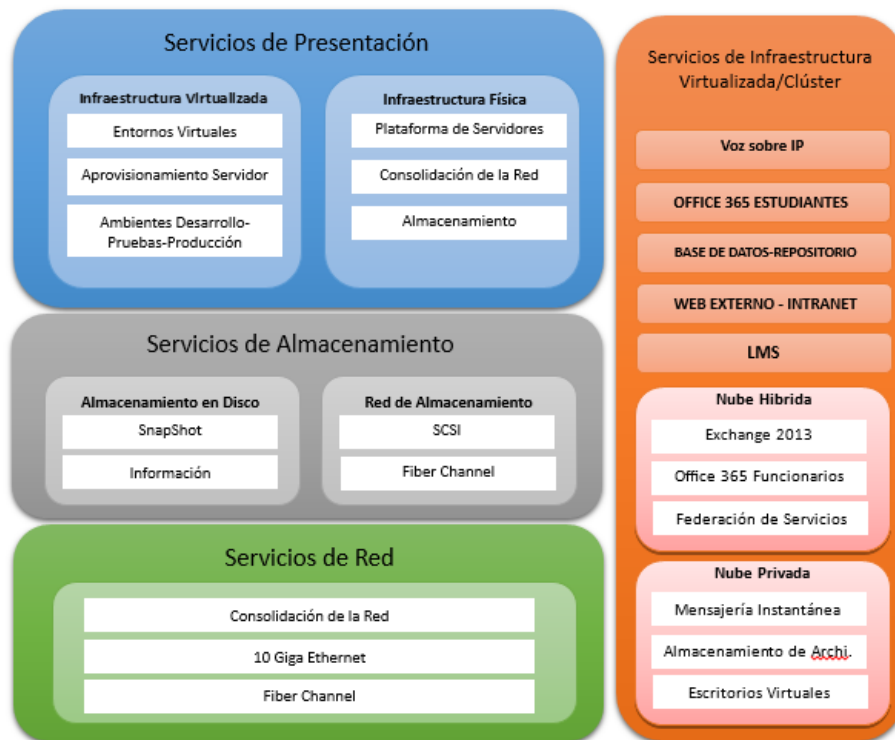 Servicios de Presentación
Infraestructura Virtualizada
Entornos Virtuales
Aprovisionamiento Servidor
Ambientes Desarrollo-
Pruebas-Producción
Infraestructura Física
Plataforma de Servidores
Consolidación de la Red
Almacenamiento
Servicios de Almacenamiento
Almacenamiento en Disco
SnapShot
Información
Red de Almacenamiento
SCSI
Fiber Channel
Servicios de Red
Consolidación de la Red
10 Giga Ethernet
Fiber Channel
Servicios de Infraestructura
Virtualizada/Clúster
Voz sobre IP
OFFICE 365 ESTUDIANTES
BASE DE DATOS-REPOSITORIO
WEB EXTERNO - INTRANET
LMS
Nube Hibrida
Exchange 2013
Office 365 Funcionarios
Federación de Servicios
Nube Privada
Mensajería Instantánea
Almacenamiento de Archi.
Escritorios Virtuales